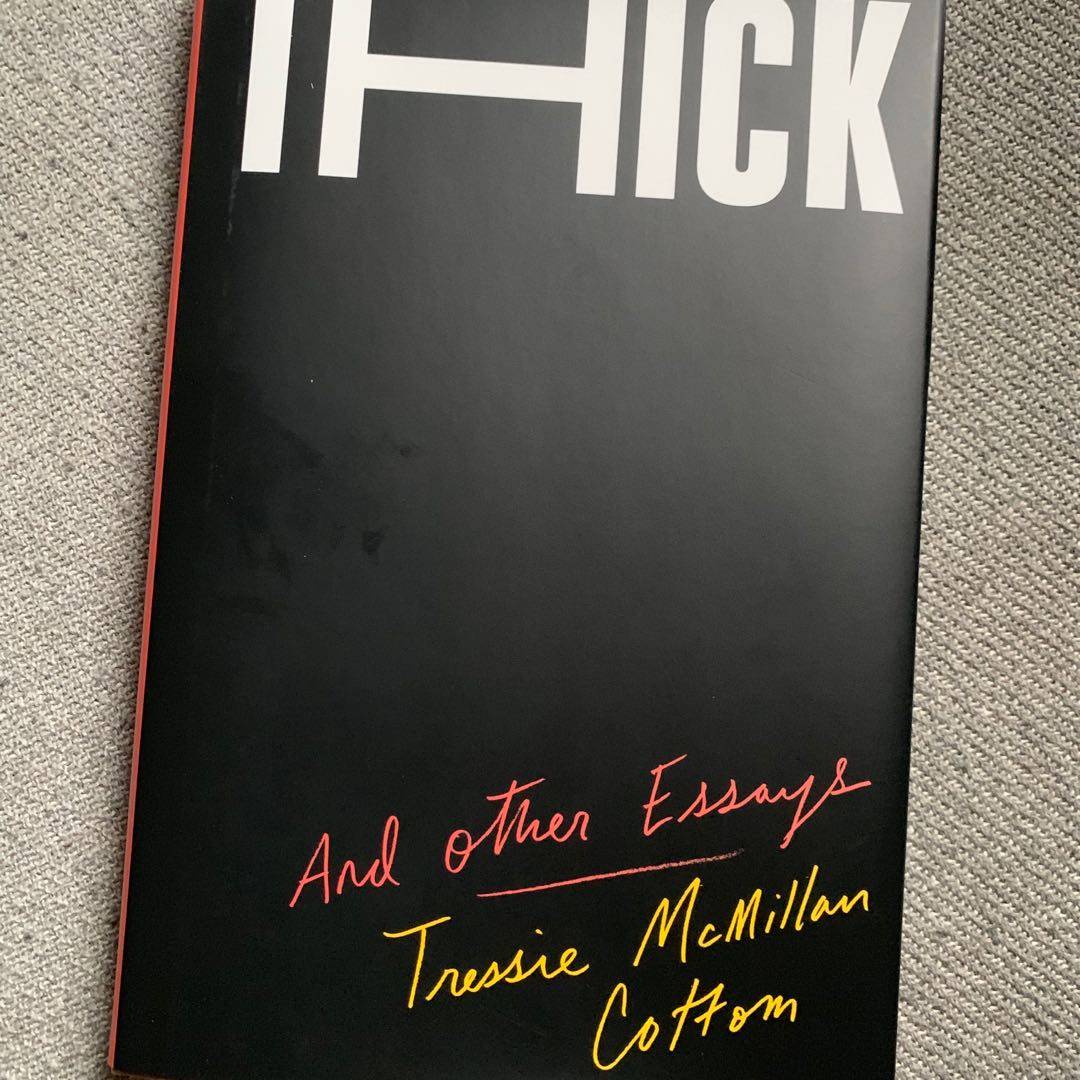 THICK
And other Essays
Tressie McMillan
Cottom